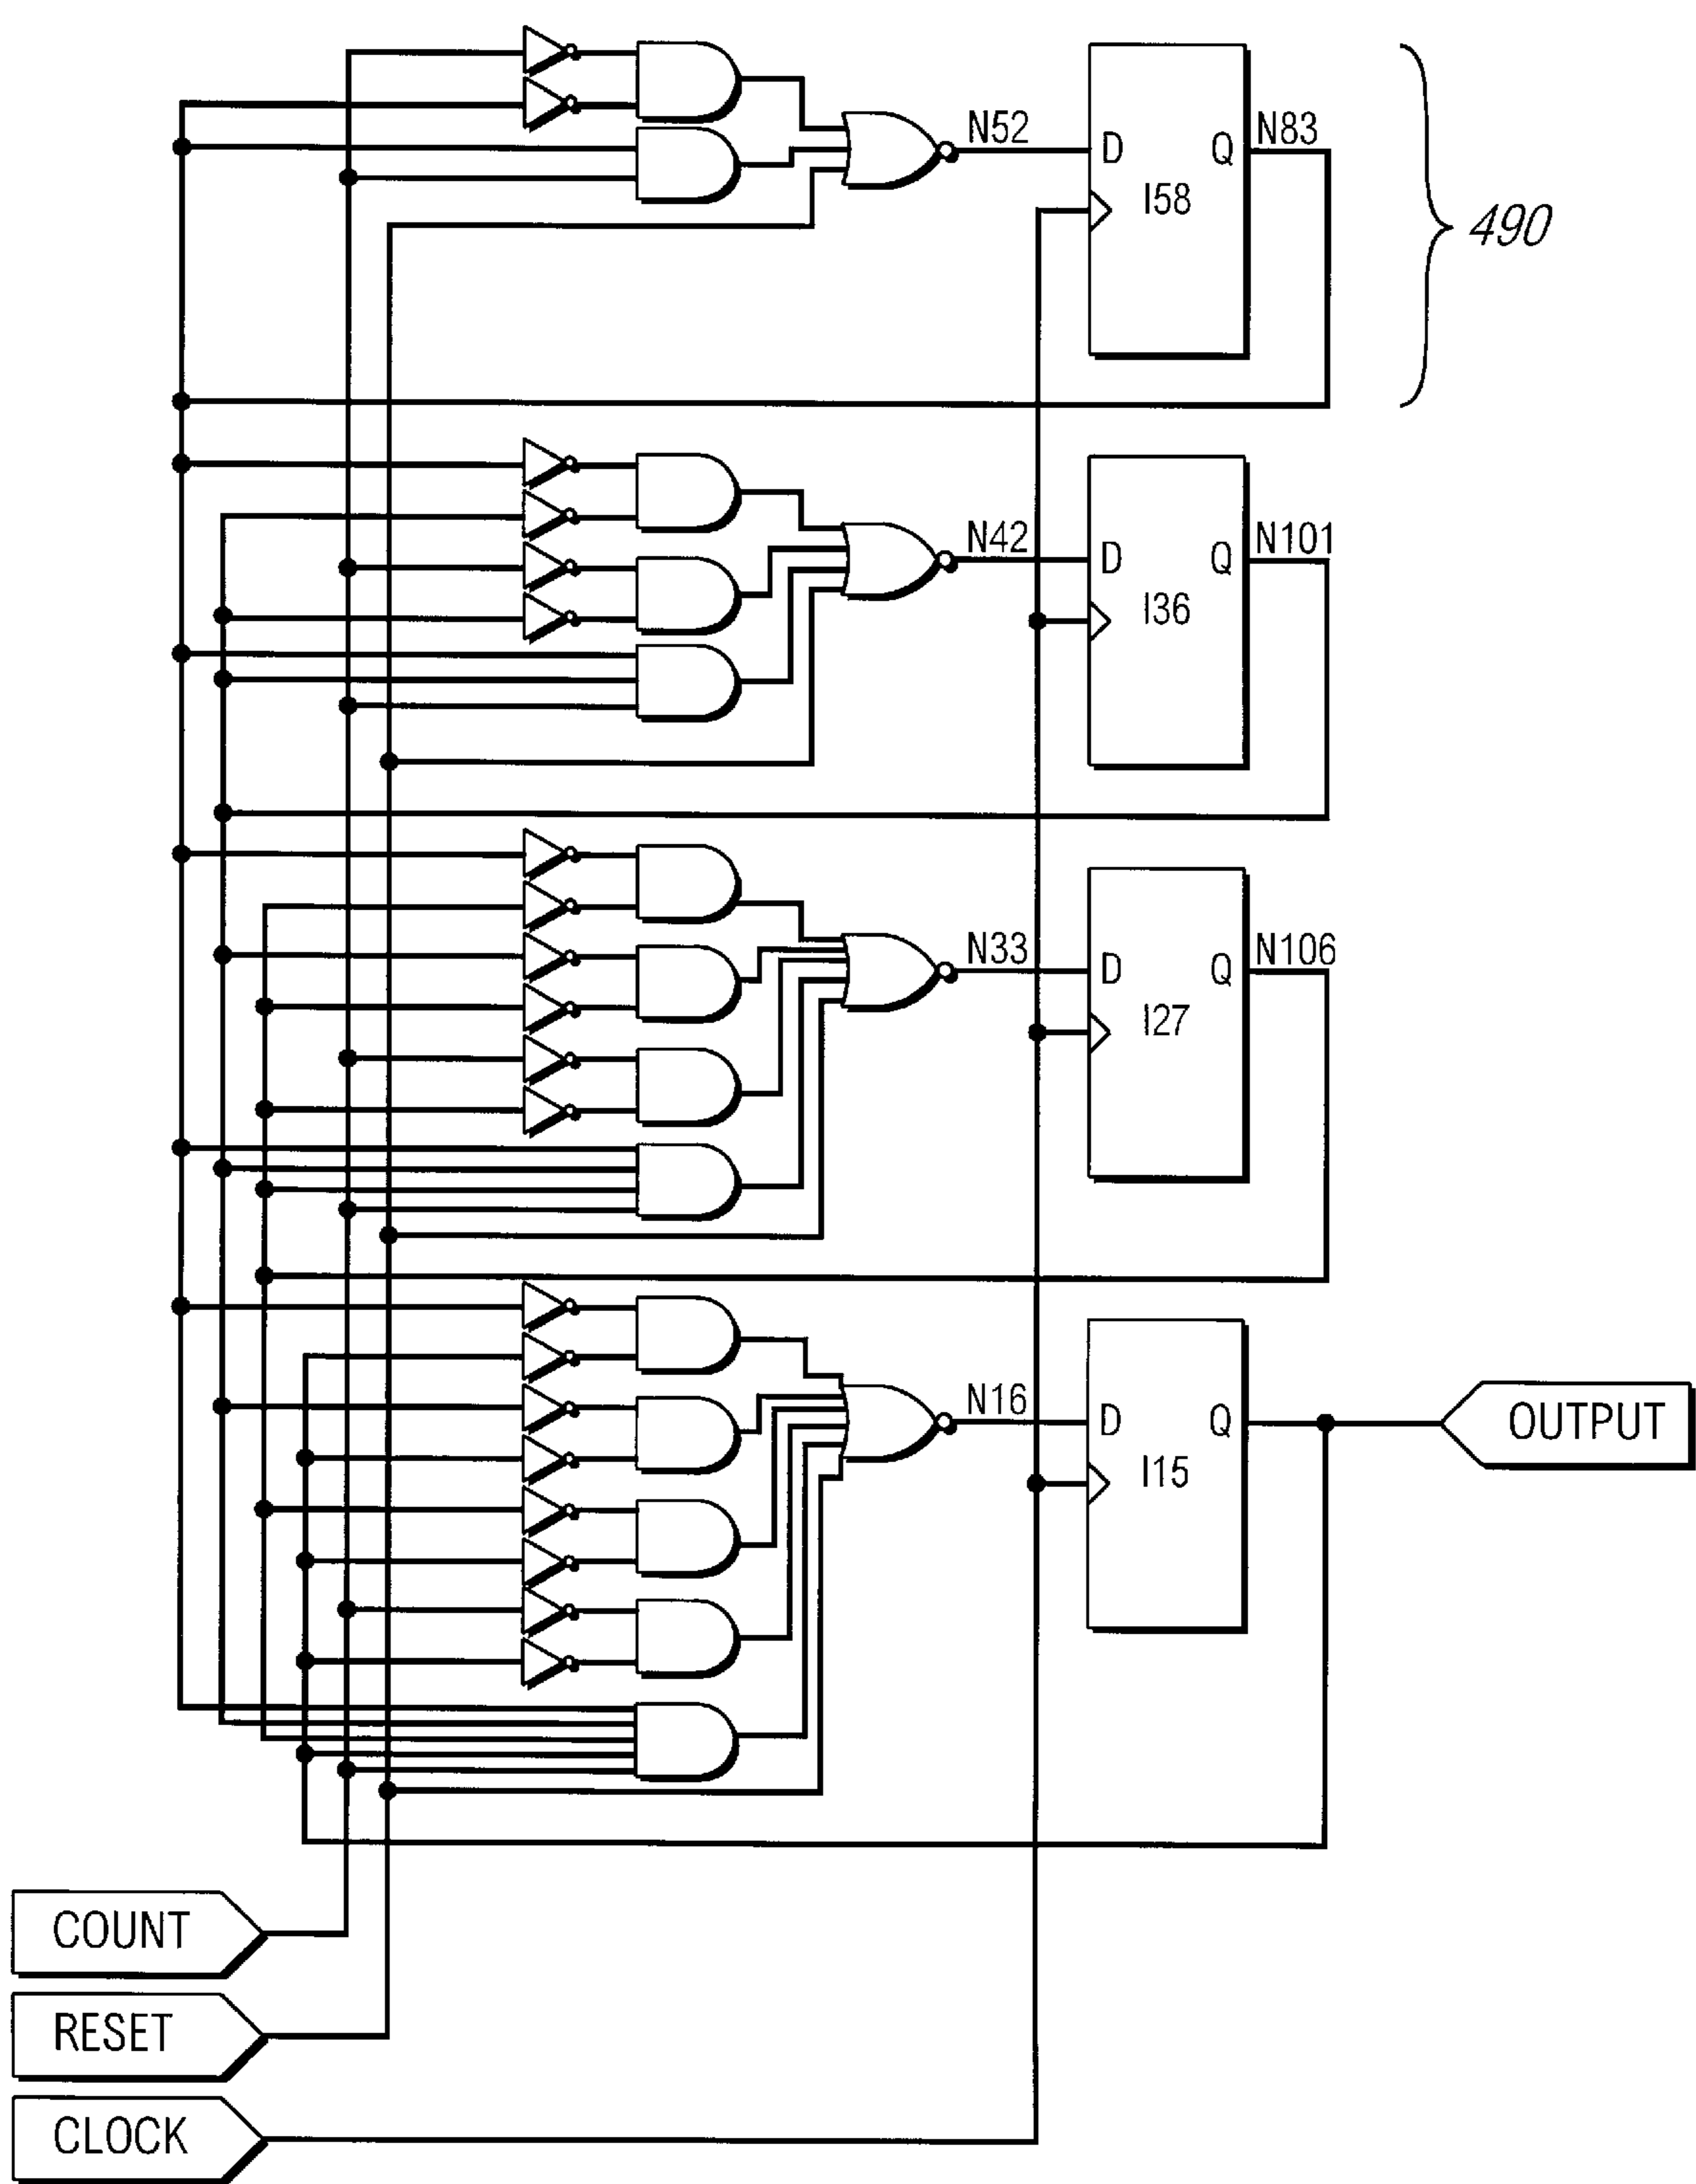 N52
D
Q
N83
I58
490
N42
D
Q
N101
I36
N33
D
Q
N106
I27
N16
D
Q
I15
OUTPUT
COUNT
RESET
CLOCK